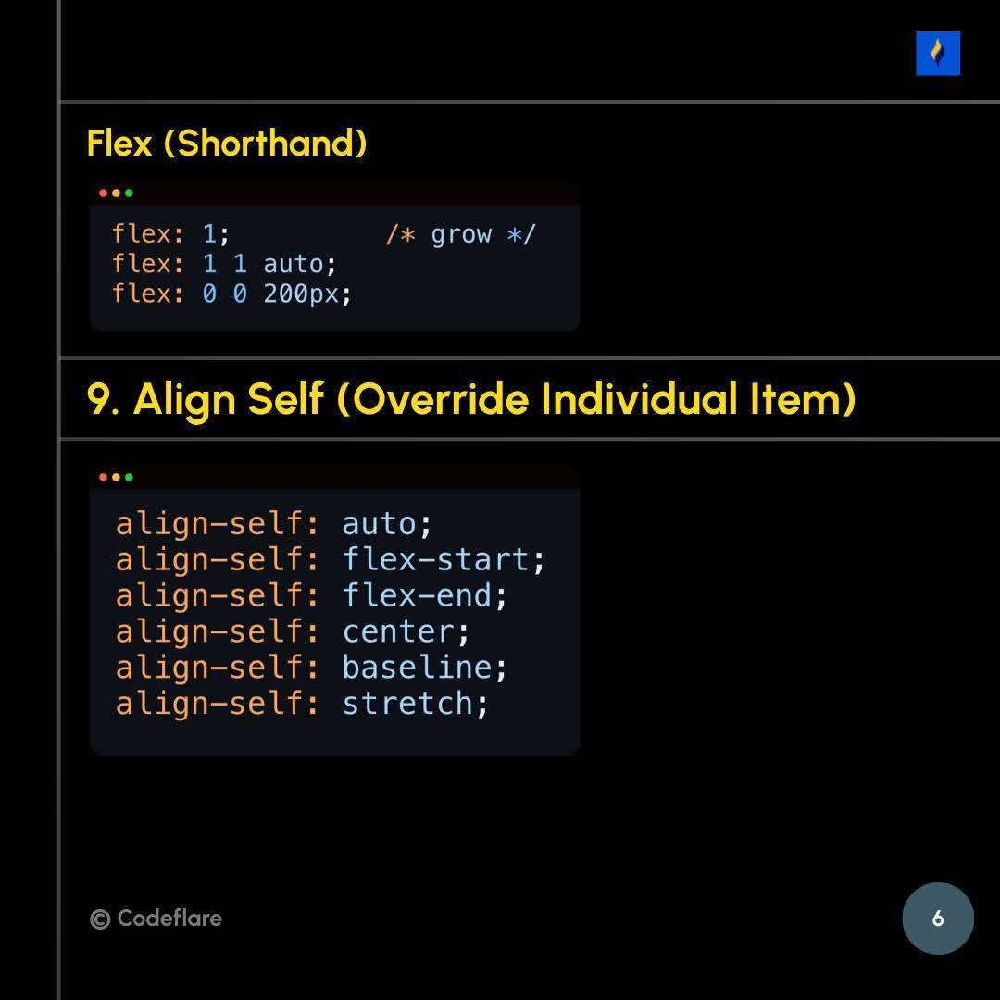 Flex (Shorthand)
flex: 1;          /* grow */
flex: 1 1 auto;
flex: 0 0 200px;
9. Align Self (Override Individual Item)
align-self: auto;
align-self: flex-start;
align-self: flex-end;
align-self: center;
align-self: baseline;
align-self: stretch;
© Codeflare
6